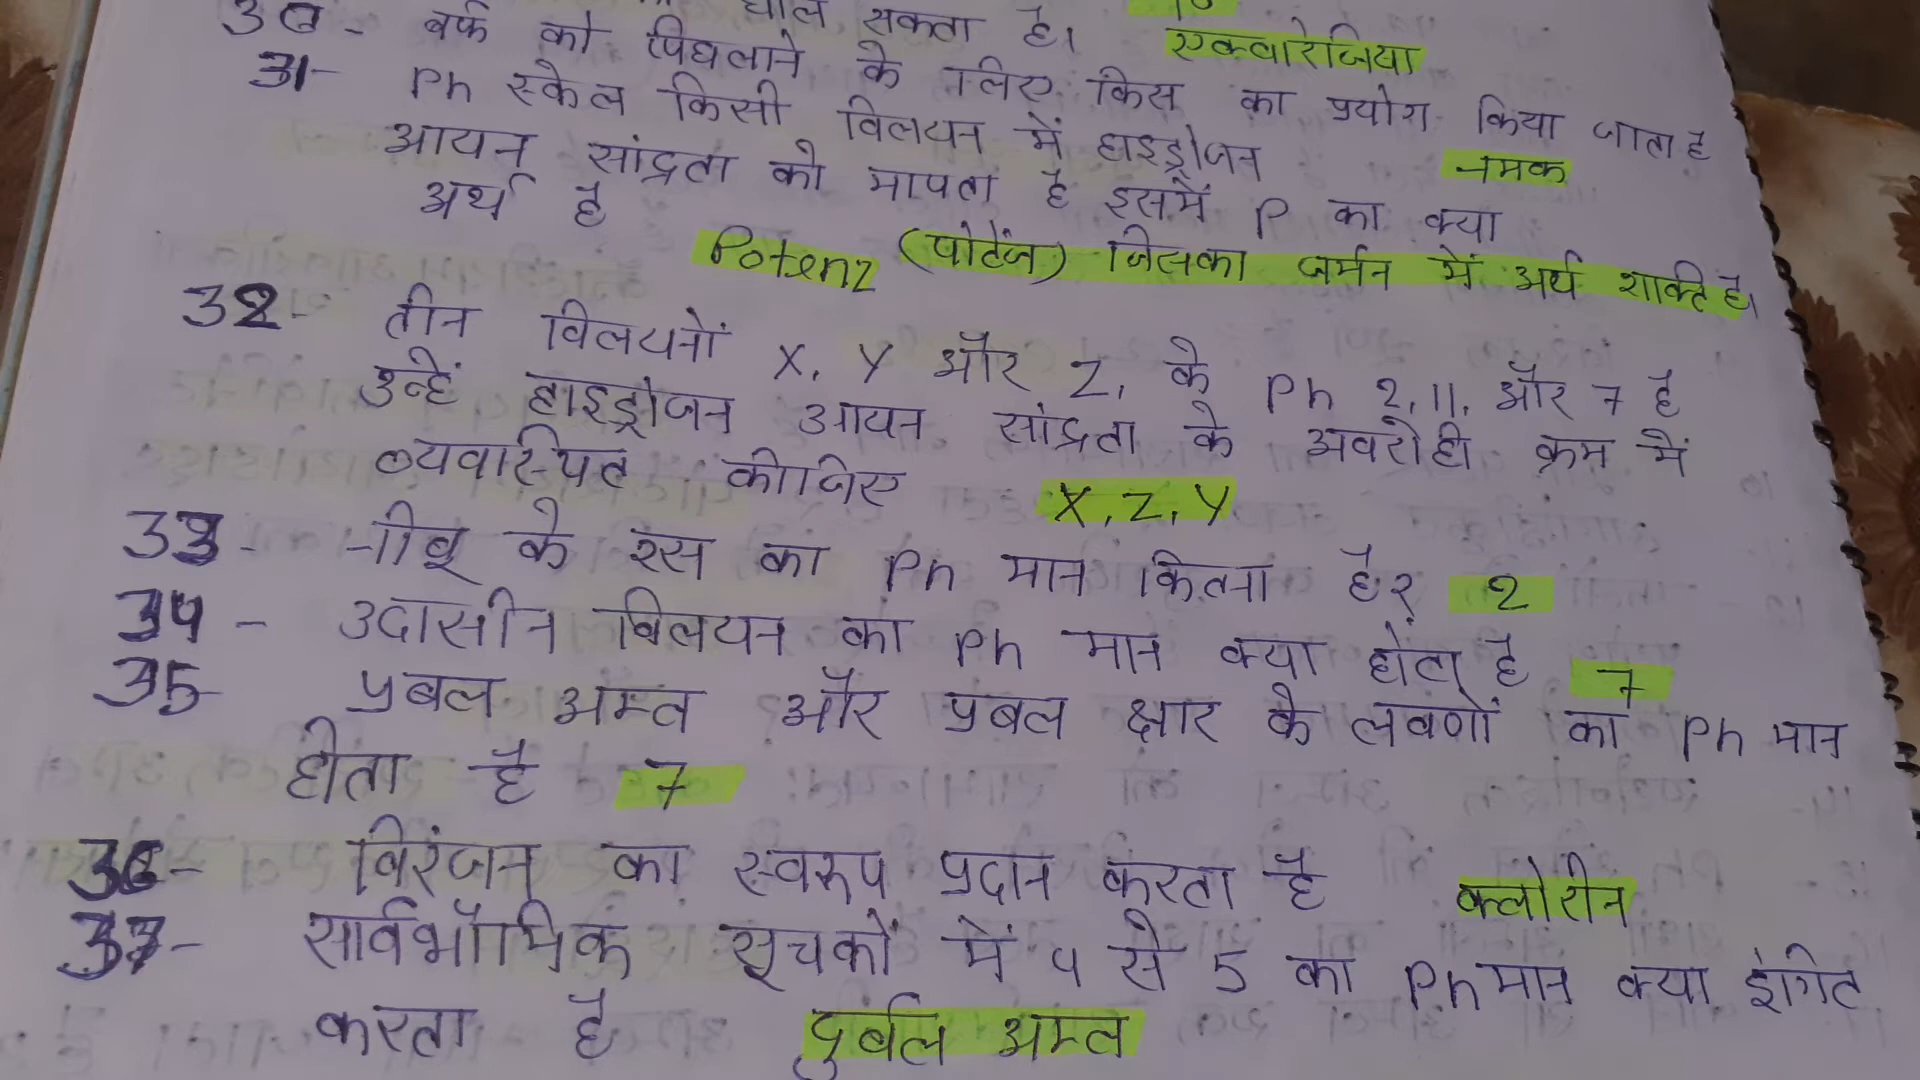 घोल सकता है। एक्वारेजिया
30- बर्फ को पिघलाने के लिए किस का प्रयोग किया जाता है
नमक
31- Ph स्केल किसी विलयन में हाइड्रोजन
आयन सांद्रता को मापता है इसमें P का क्या
अर्थ है
Potenz (पोटेंज) जिसका जर्मन में अर्थ शक्ति है।
32- तीन विलयनों X, Y और Z, के Ph 2, 11, और 7 है
उन्हें हाइड्रोजन आयन सांद्रता के अवरोही क्रम में
व्यवस्थित कीजिए X, Z, Y
33- नीबू के रस का Ph मान कितना है? 2
34- उदासीन विलयन का Ph मान क्या होता है 7
35- प्रबल अम्ल और प्रबल क्षार के लवणों का Ph मान
होता है 7
36- विरंजन का स्वरूप प्रदान करता है क्लोरीन
37- सार्वभौमिक सूचकों में 4 से 5 का Ph मान क्या इंगित
करता है दुर्बल अम्ल